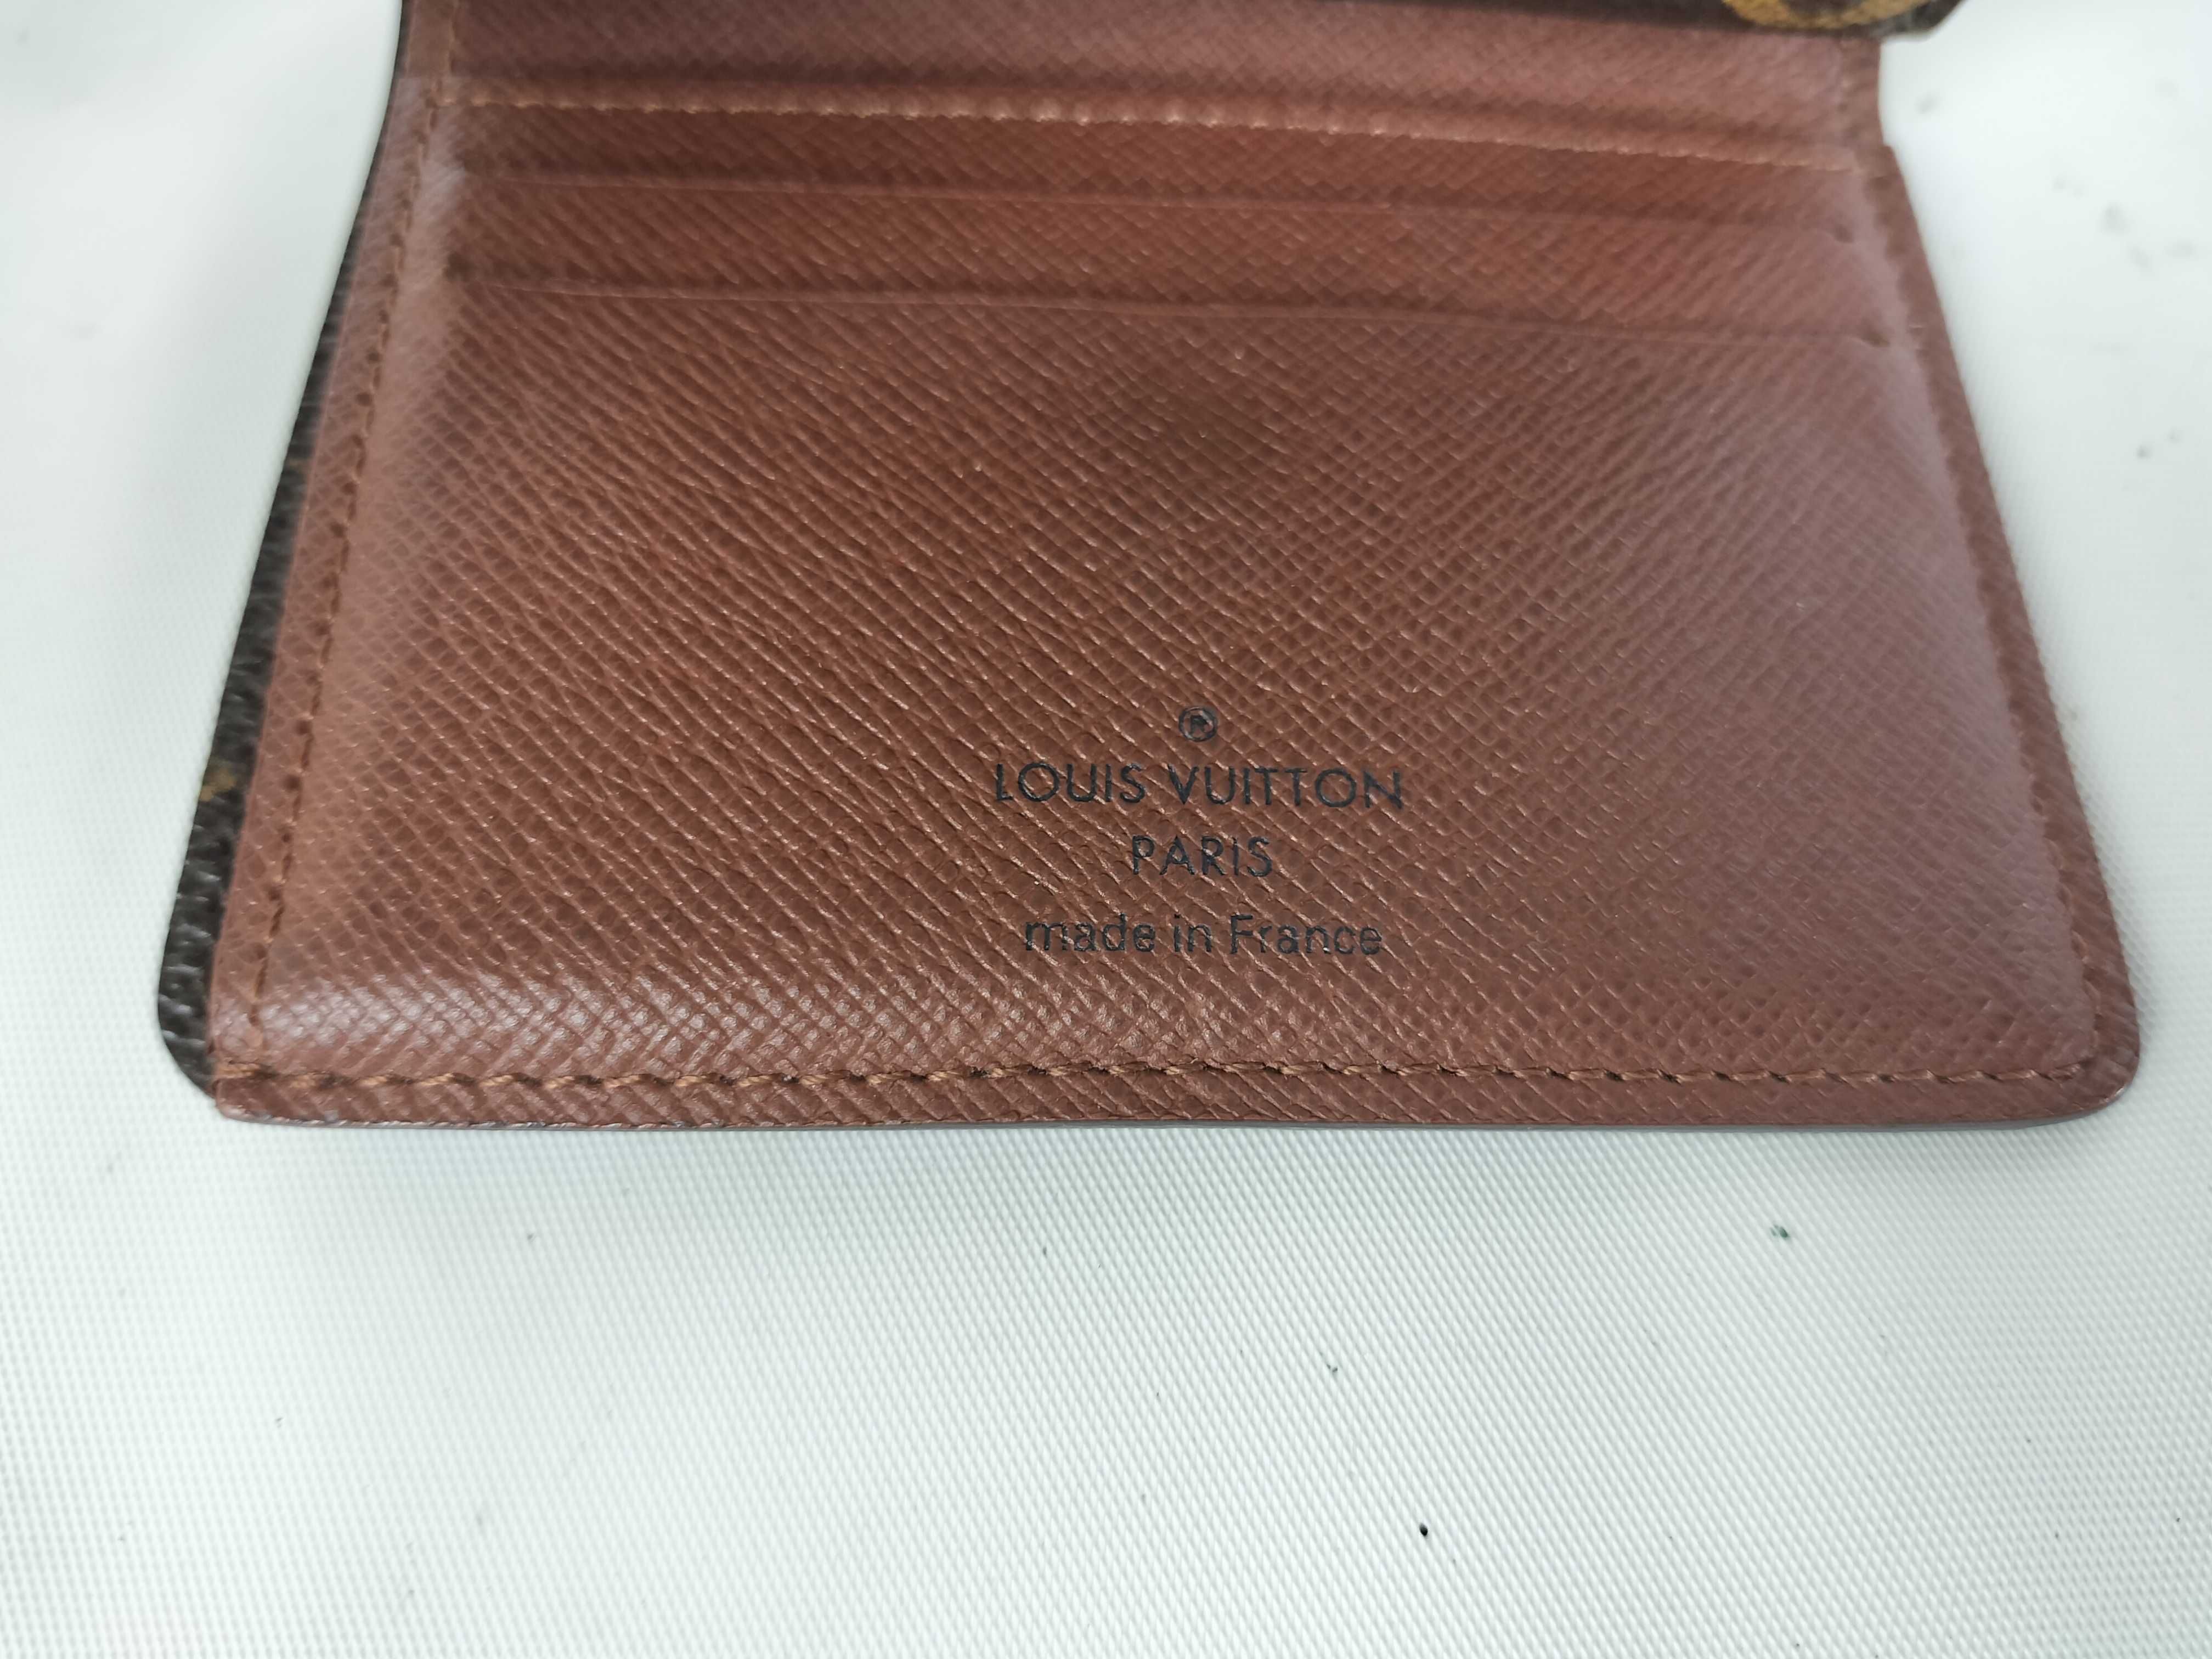 ®
LOUIS VUITTON
PARIS
made in France